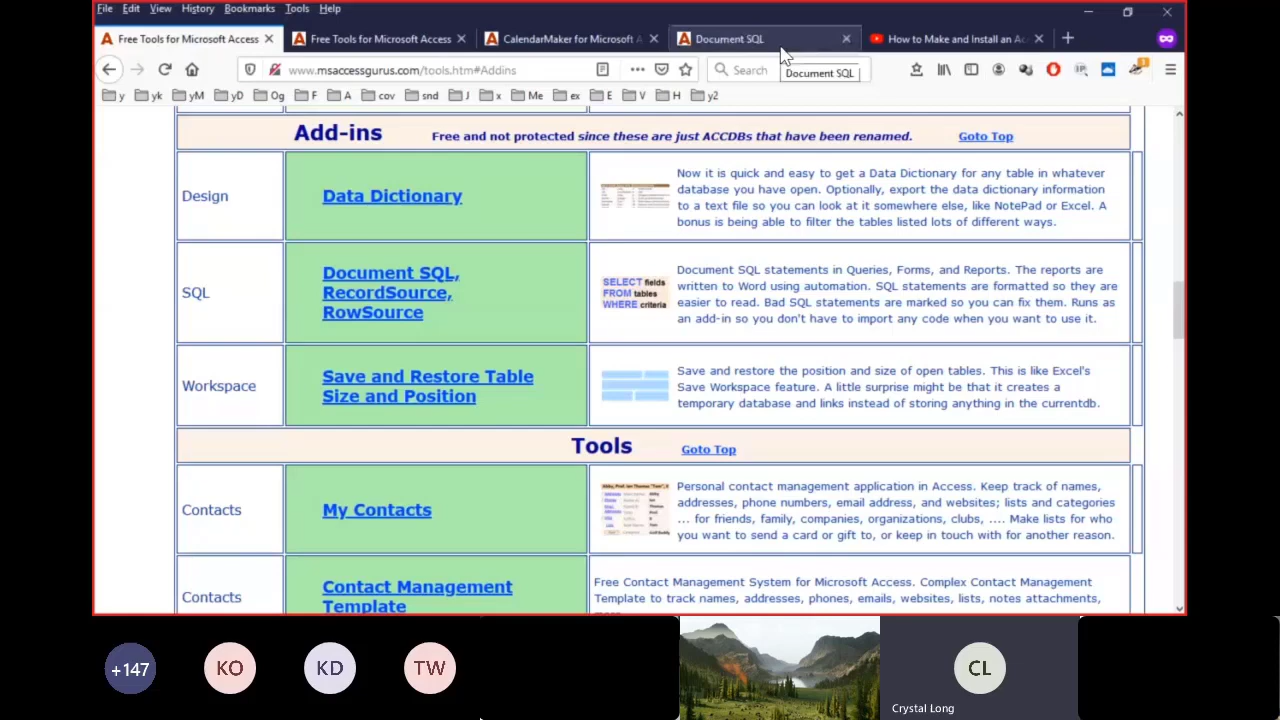 File Edit View History Bookmarks Tools Help
Free Tools for Microsoft Access
Free Tools for Microsoft Access
CalendarMaker for Microsoft A
Document SQL
How to Make and Install an Ac
www.msaccessgurus.com/tools.htm#Addins
Search
Document SQL
y yk yM yD Og F A cov snd J x Me ex E V H y2
Add-ins Free and not protected since these are just ACCDBs that have been renamed. Goto Top
Design
Data Dictionary
Now it is quick and easy to get a Data Dictionary for any table in whatever
database you have open. Optionally, export the data dictionary information
to a text file so you can look at it somewhere else, like NotePad or Excel. A
bonus is being able to filter the tables listed lots of different ways.
SQL
Document SQL,
RecordSource,
RowSource
SELECT fields
FROM tables
WHERE criteria
Document SQL statements in Queries, Forms, and Reports. The reports are
written to Word using automation. SQL statements are formatted so they are
easier to read. Bad SQL statements are marked so you can fix them. Runs as
an add-in so you don't have to import any code when you want to use it.
Workspace
Save and Restore Table
Size and Position
Save and restore the position and size of open tables. This is like Excel's
Save Workspace feature. A little surprise might be that it creates a
temporary database and links instead of storing anything in the currentdb.
Tools Goto Top
Contacts
My Contacts
Personal contact management application in Access. Keep track of names,
addresses, phone numbers, email address, and websites; lists and categories
... for friends, family, companies, organizations, clubs, .... Make lists for who
you want to send a card or gift to, or keep in touch with for another reason.
Contacts
Contact Management
Template
Free Contact Management System for Microsoft Access. Complex Contact Management
Template to track names, addresses, phones, emails, websites, lists, notes attachments,
+147
KO
KD
TW
CL
Crystal Long